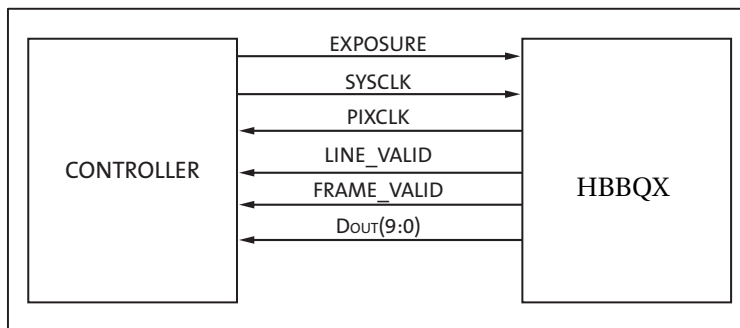 EXPOSURE
SYSCLK
PIXCLK
LINE_VALID
CONTROLLER
HBBQX
FRAME_VALID
DOUT(9:0)